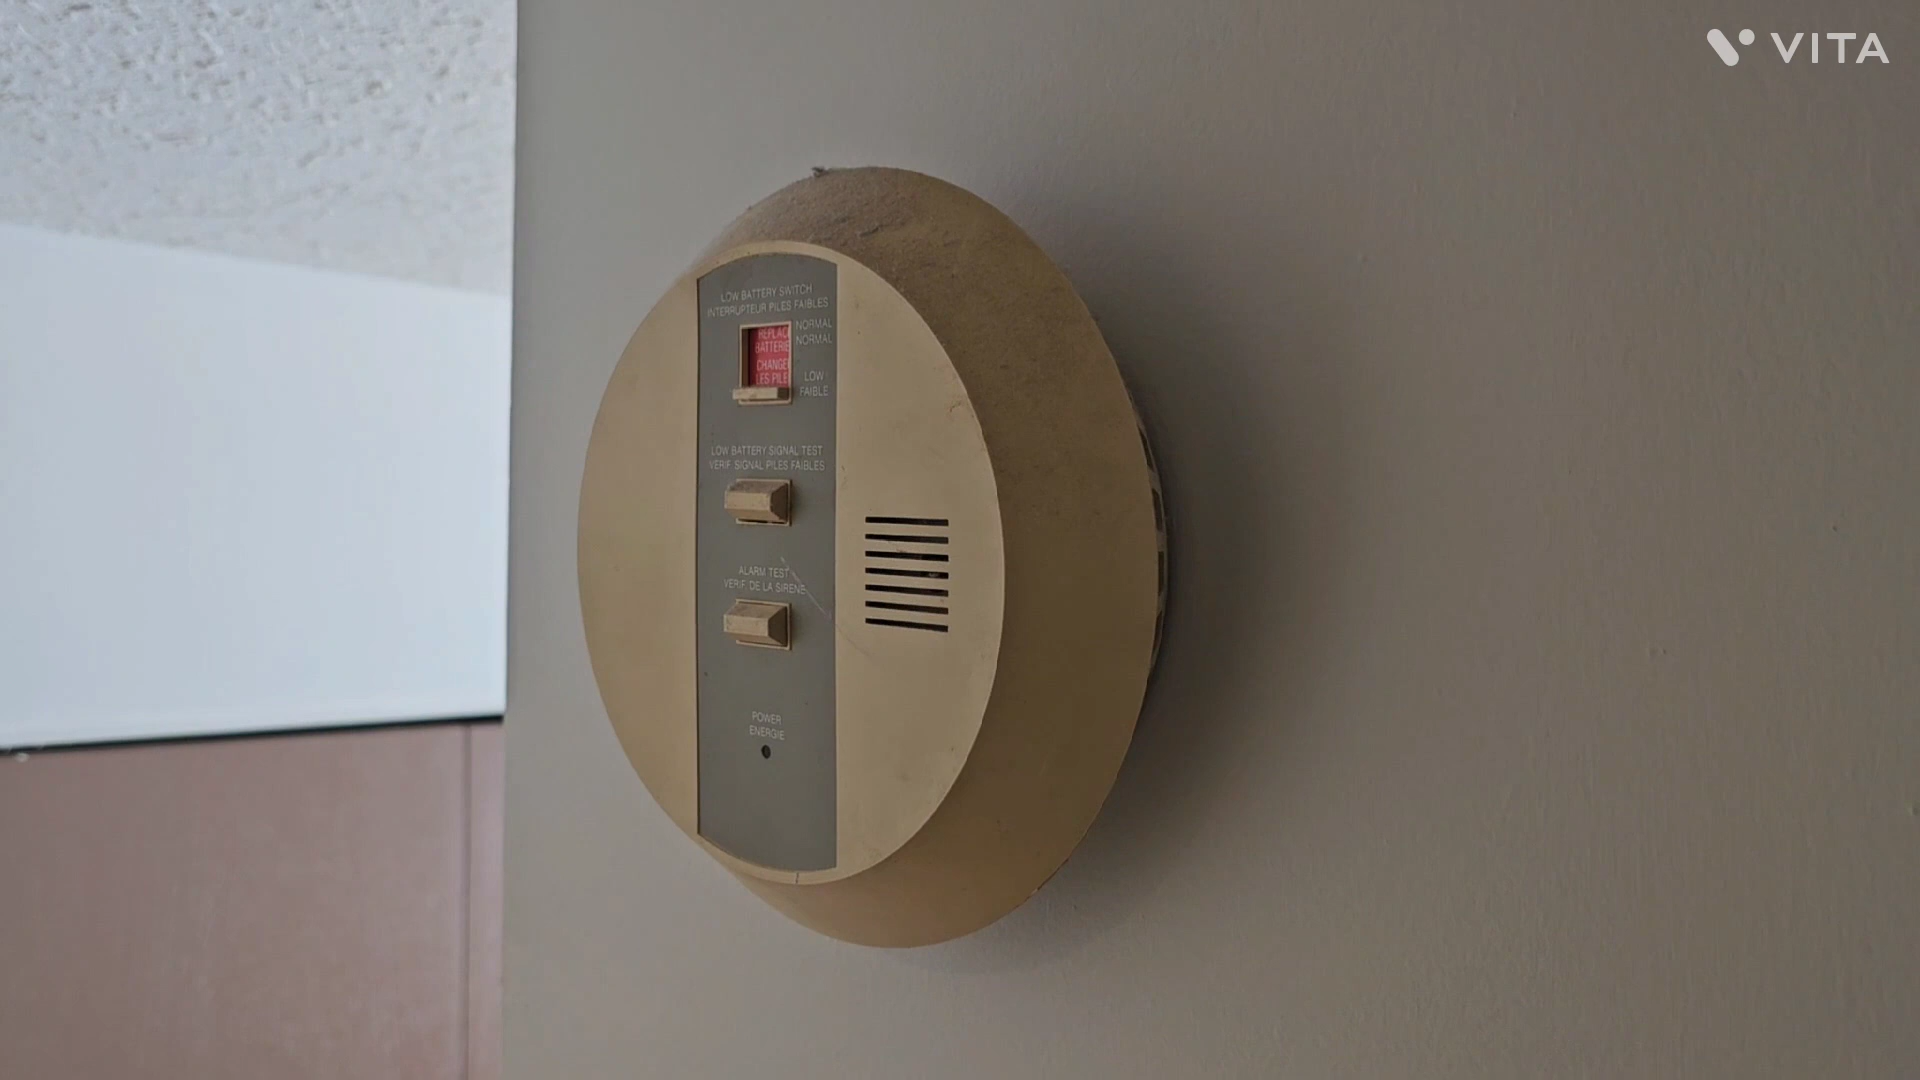 VITA
LOW BATTERY SWITCH
INTERRUPTEUR PILES FAIBLES
NORMAL
NORMAL
REPLAC
BATTERIE
CHANGE
LES PILE
LOW
FAIBLE
LOW BATTERY SIGNAL TEST
VERIF. SIGNAL PILES FAIBLES
ALARM TEST
VERIF. DE LA SIRENE
POWER
ENERGIE